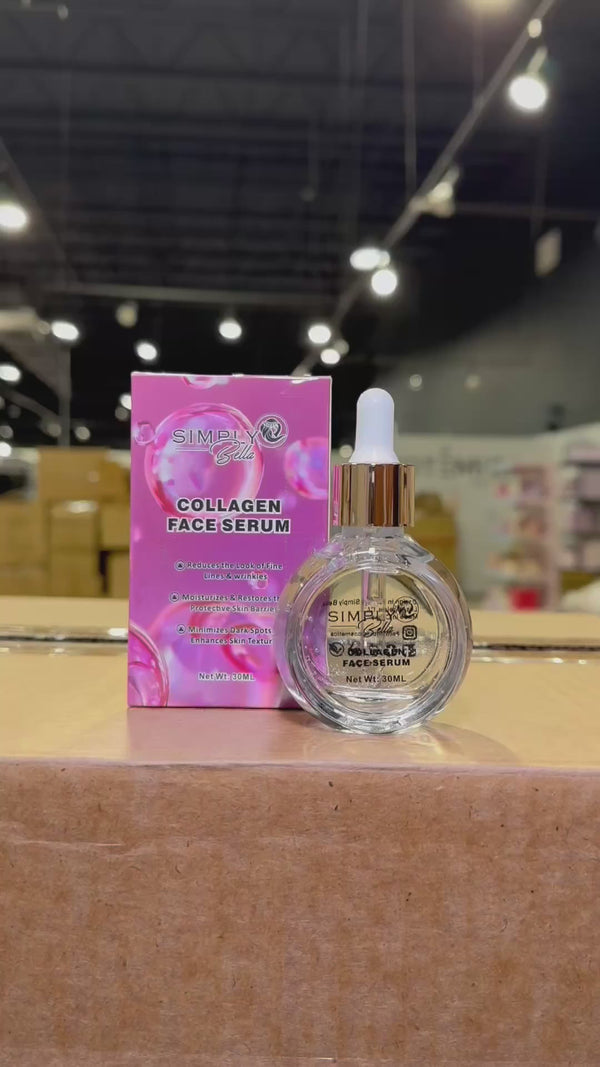 SIMPLY
Bella
COLLAGEN
FACE SERUM
Reduces the Look of Fine
Lines & wrinkles
Moisturizes & Restores
Protective Skin Barrie
Minimizes Dark Spots
Enhances Skin Textur
Net Wt: 30ML
SIMPLY
Bella
COLLAGEN
FACE SERUM
Net Wt: 30ML